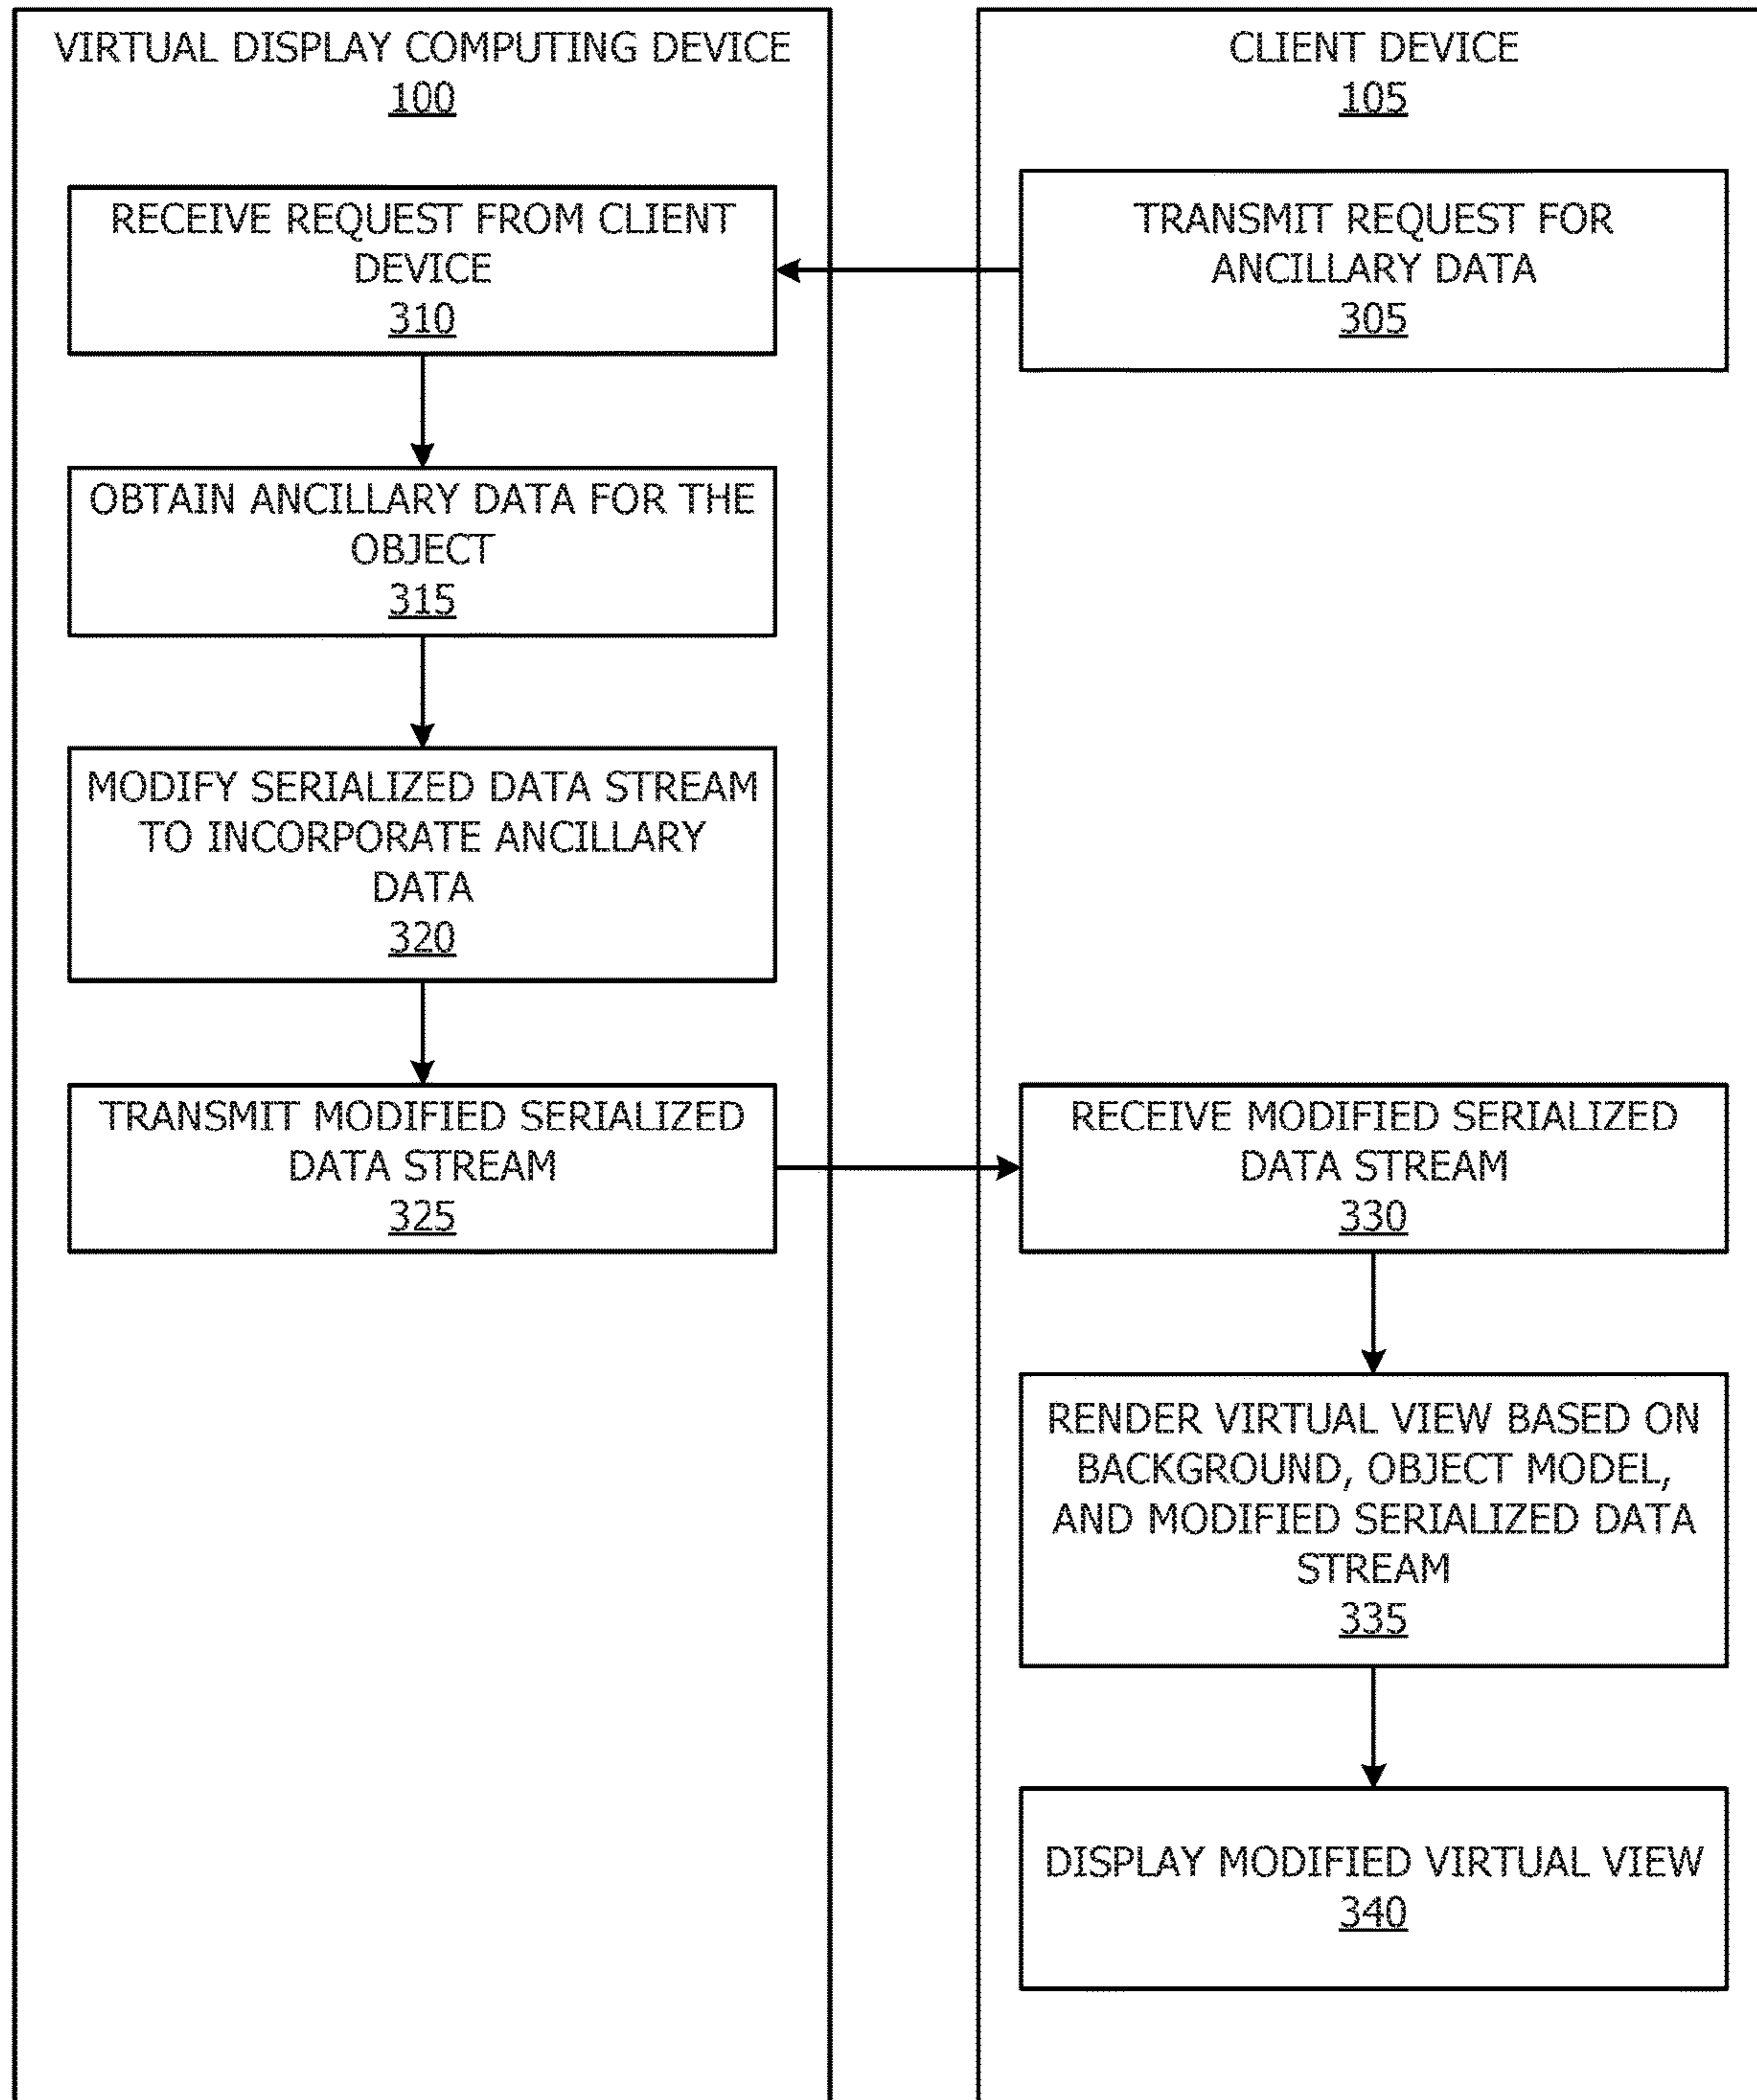 VIRTUAL DISPLAY COMPUTING DEVICE
100
RECEIVE REQUEST FROM CLIENT
DEVICE
310
OBTAIN ANCILLARY DATA FOR THE
OBJECT
315
MODIFY SERIALIZED DATA STREAM
TO INCORPORATE ANCILLARY
DATA
320
TRANSMIT MODIFIED SERIALIZED
DATA STREAM
325
CLIENT DEVICE
105
TRANSMIT REQUEST FOR
ANCILLARY DATA
305
RECEIVE MODIFIED SERIALIZED
DATA STREAM
330
RENDER VIRTUAL VIEW BASED ON
BACKGROUND, OBJECT MODEL,
AND MODIFIED SERIALIZED DATA
STREAM
335
DISPLAY MODIFIED VIRTUAL VIEW
340